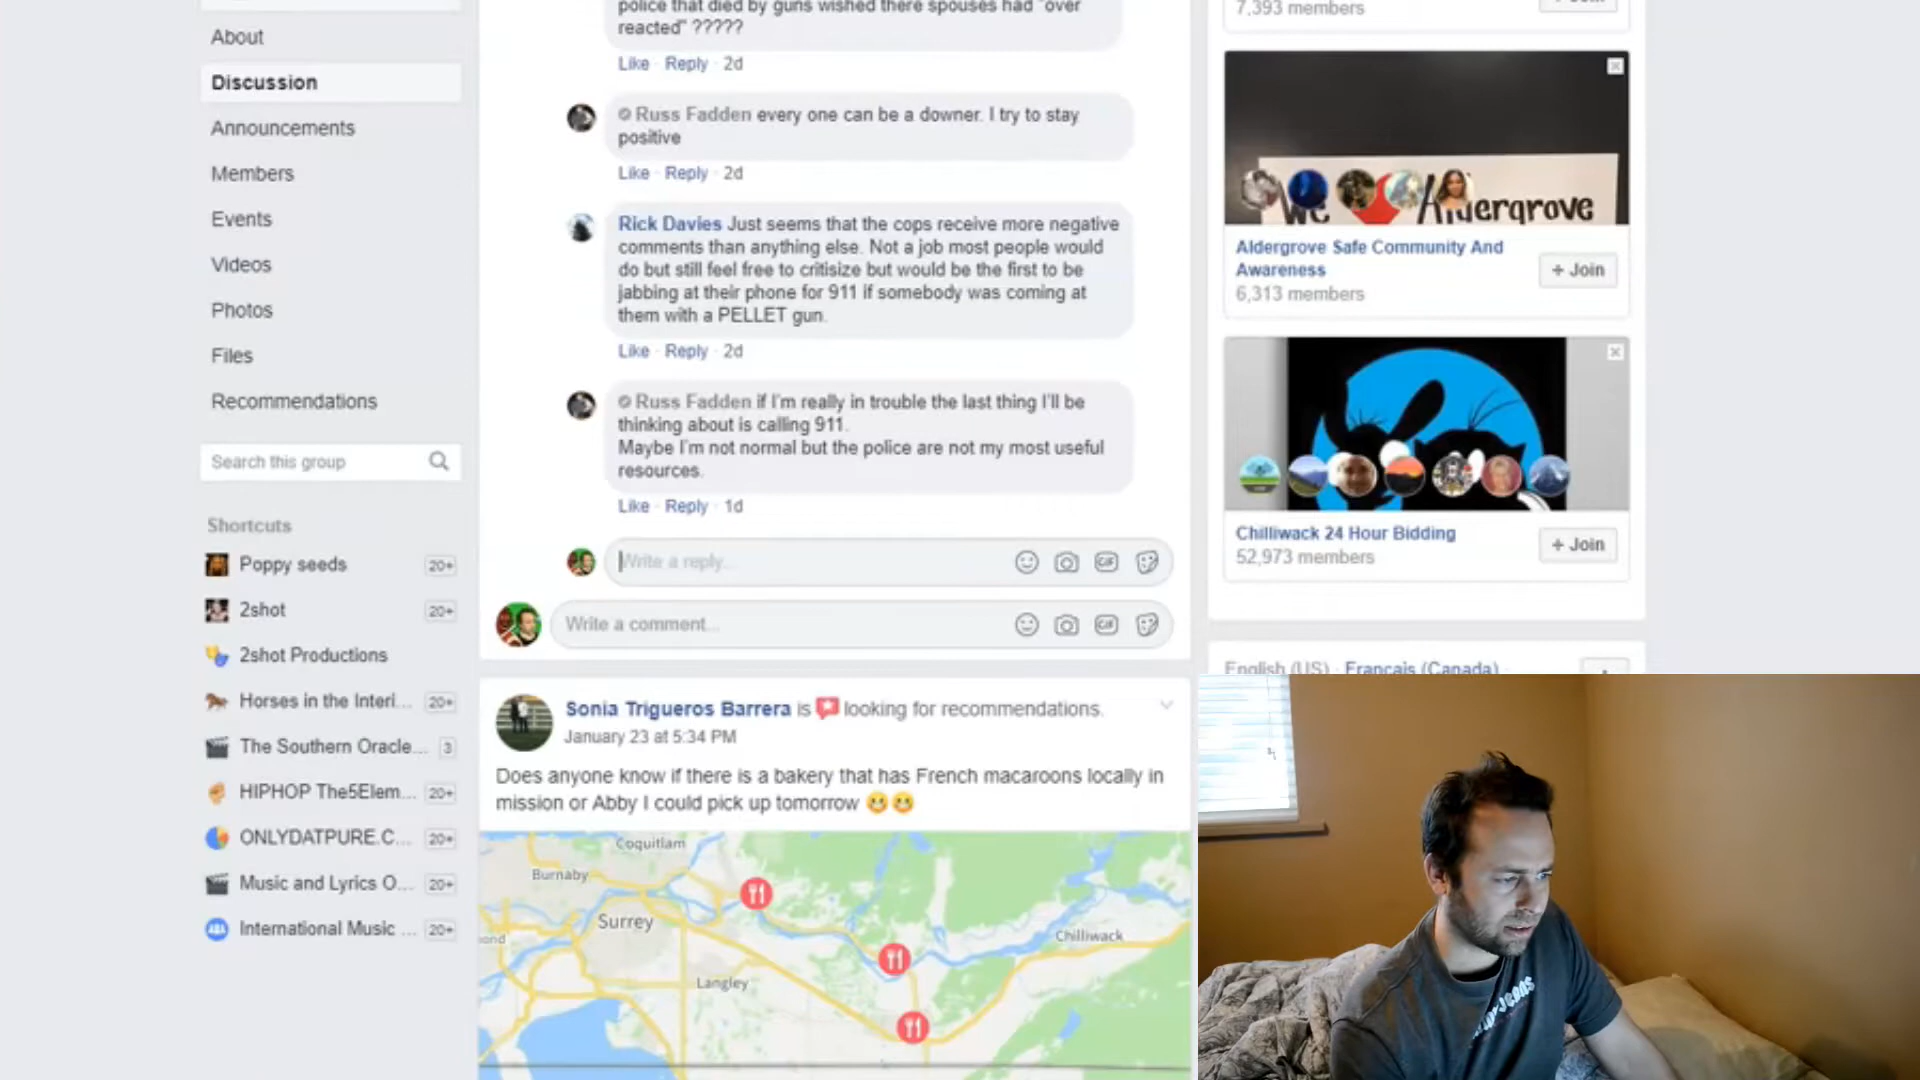 About
Discussion
Announcements
Members
Events
Videos
Photos
Files
Recommendations
Search this group
Shortcuts
Poppy seeds 20+
2shot 20+
2shot Productions
Horses in the Interi... 20+
The Southern Oracle... 3
HIPHOP The5Elem... 20+
ONLYDATPURE.C... 20+
Music and Lyrics O... 20+
International Music ... 20+
police that died by guns wished there spouses had "over
reacted" ?????
Like · Reply · 2d
Russ Fadden every one can be a downer. I try to stay
positive
Like · Reply · 2d
Rick Davies Just seems that the cops receive more negative
comments than anything else. Not a job most people would
do but still feel free to critisize but would be the first to be
jabbing at their phone for 911 if somebody was coming at
them with a PELLET gun.
Like · Reply · 2d
Russ Fadden if I'm really in trouble the last thing I'll be
thinking about is calling 911.
Maybe I'm not normal but the police are not my most useful
resources.
Like · Reply · 1d
Write a reply...
GIF
Write a comment...
GIF
Sonia Trigueros Barrera is looking for recommendations.
January 23 at 5:34 PM
Does anyone know if there is a bakery that has French macaroons locally in
mission or Abby I could pick up tomorrow
Coquitlam
Burnaby
Surrey
ond
Chilliwack
Langley
7,393 members
We Aldergrove
Aldergrove Safe Community And
Awareness
6,313 members
+ Join
Chilliwack 24 Hour Bidding
52,973 members
+ Join
English (US) · Français (Canada) ·